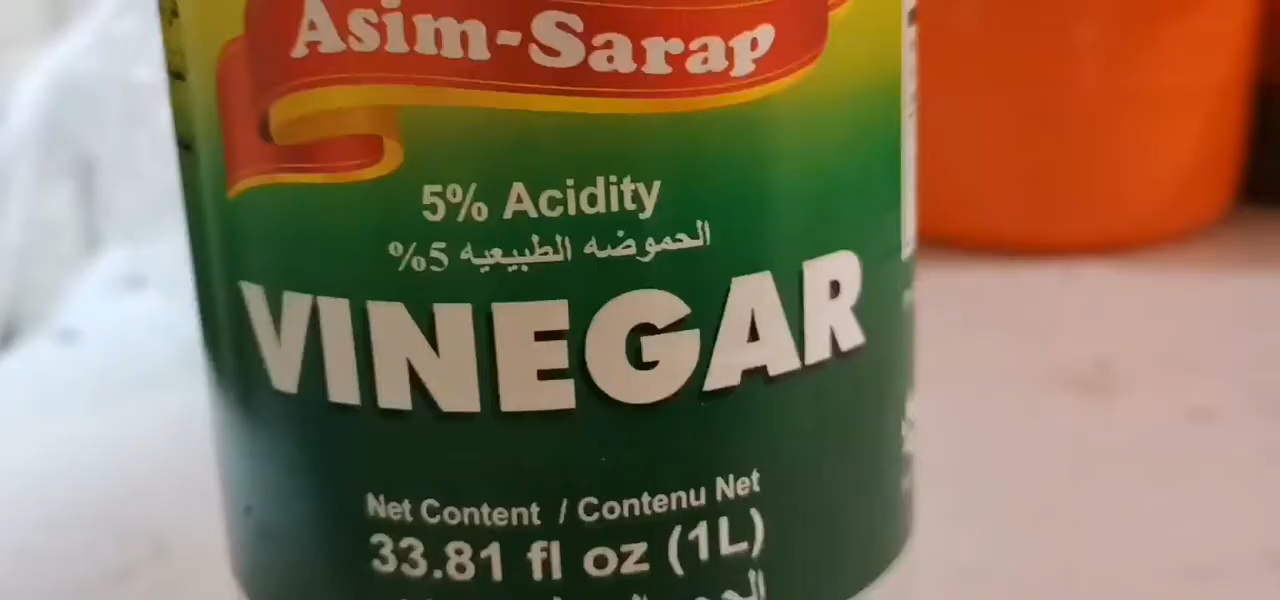 Asim-Sarap
5% Acidity
الحموضه الطبيعيه 5%
VINEGAR
Net Content / Contenu Net
33.81 fl oz (1L)